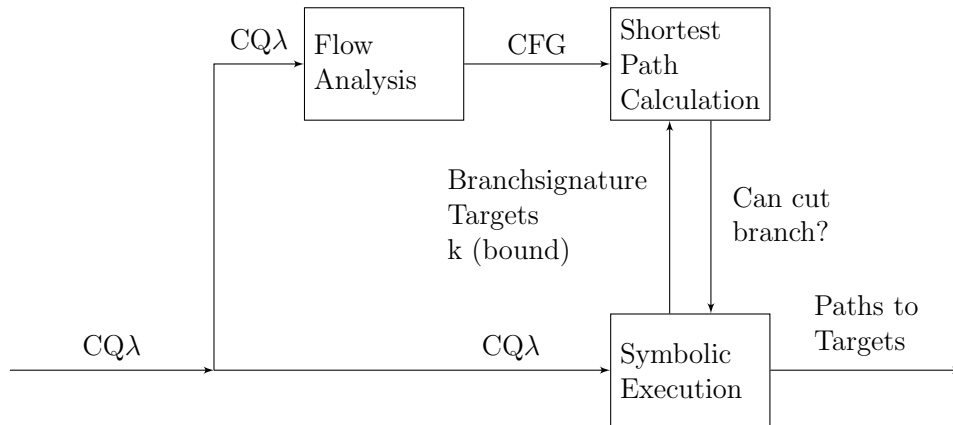 CQλ
Flow
Analysis
CFG
Shortest
Path
Calculation
Branchsignature
Targets
k (bound)
Can cut
branch?
CQλ
CQλ
Symbolic
Execution
Paths to
Targets